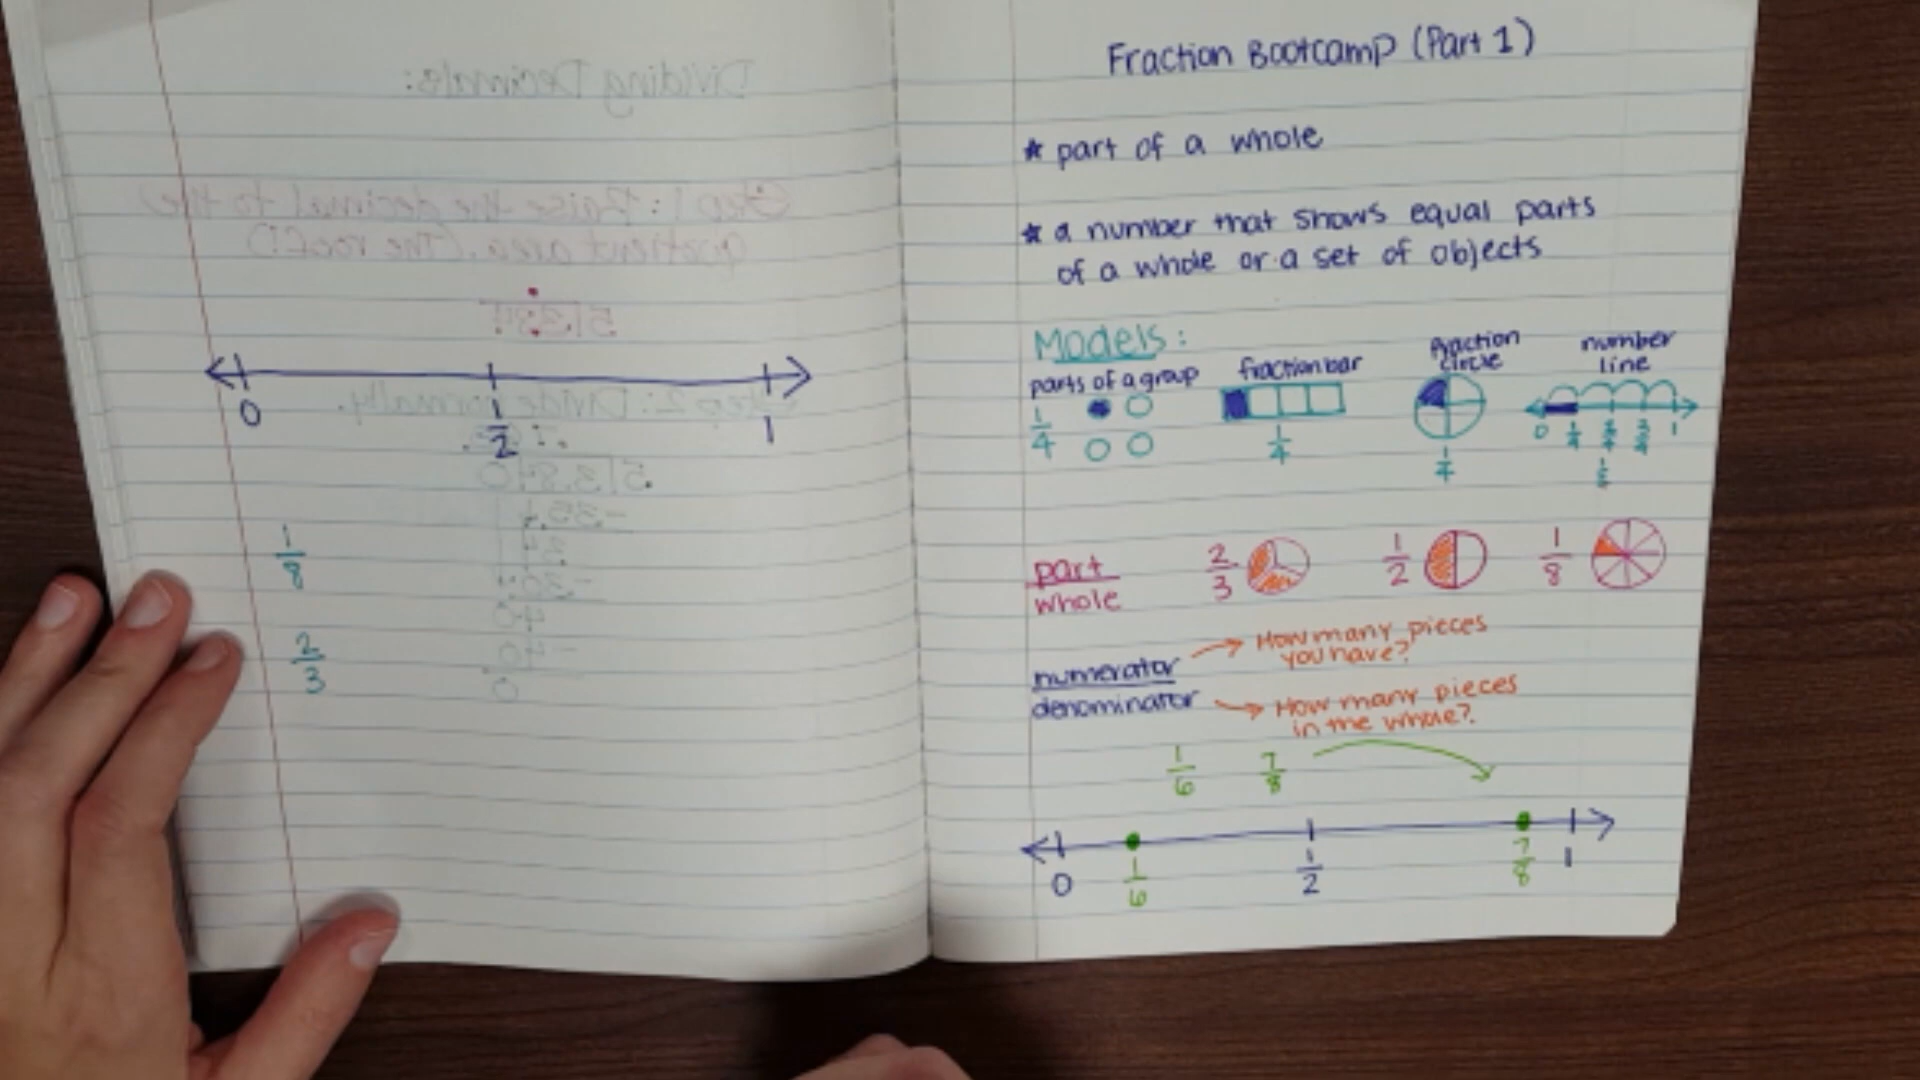 0 1/2 1
1/8
2/3
Fraction Bootcamp (Part 1)
* part of a whole
* a number that shows equal parts
of a whole or a set of objects
Models:
parts of a group
1/4
fraction bar
1/4
fraction
circle
1/4
number
line
0 1/4 2/4 3/4 1
1/2
part
whole
2/3 1/2 1/8
numerator → How many pieces
you have?
denominator → How many pieces
in the whole?
1/6 7/8
0 1/6 1/2 7/8 1